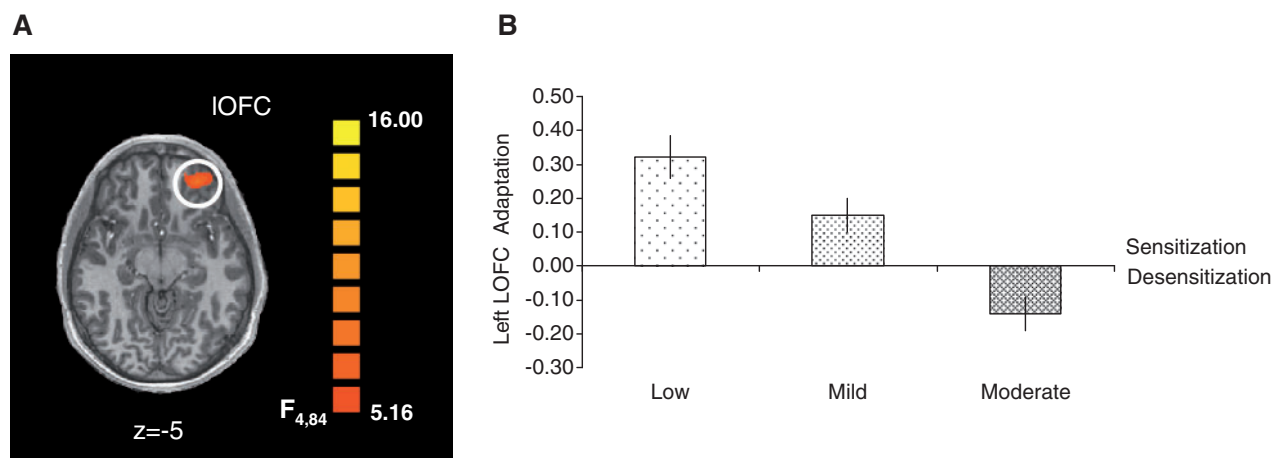 A
lOFC
16.00
F4,84
5.16
z=-5
B
Left LOFC Adaptation
0.50
0.40
0.30
0.20
0.10
0.00
-0.10
-0.20
-0.30
Sensitization
Desensitization
Low Mild Moderate